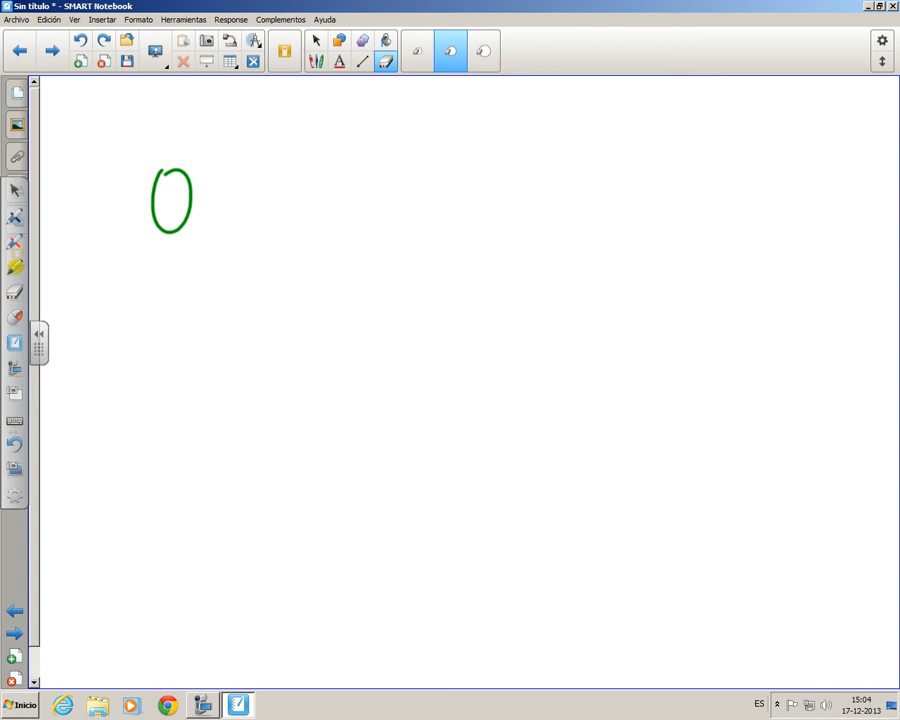 Sin título * - SMART Notebook
Archivo Edición Ver Insertar Formato Herramientas Response Complementos Ayuda
0
Inicio
ES
15:04
17-12-2013